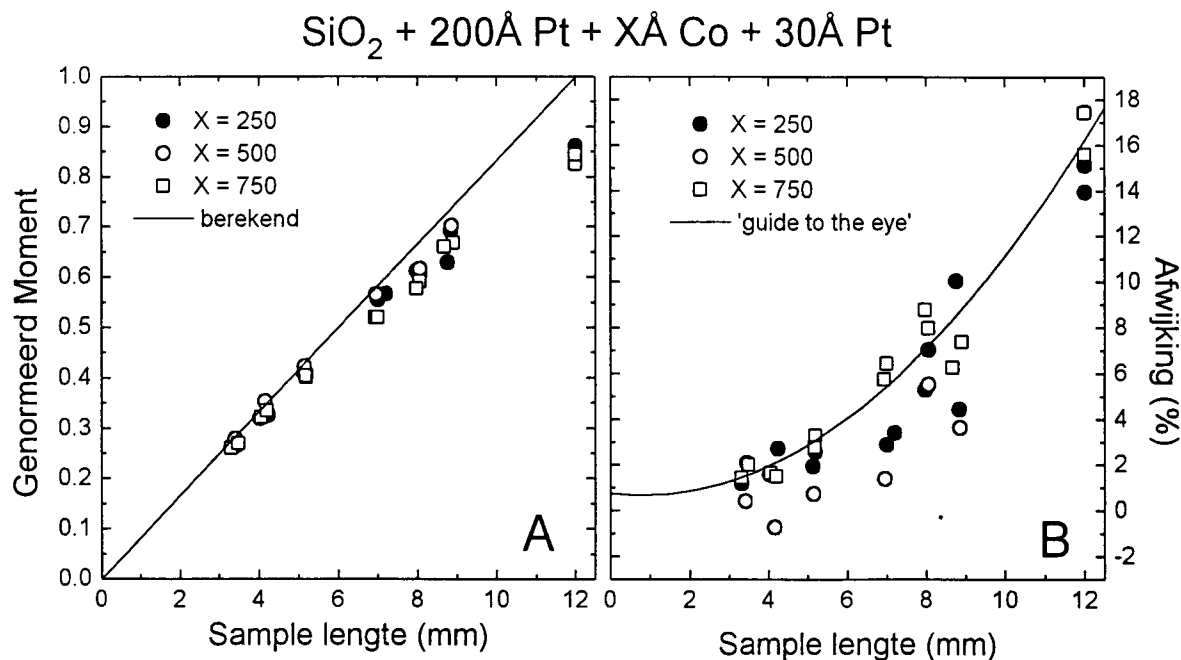 SiO₂ + 200Å Pt + XÅ Co + 30Å Pt
1.0
0.9
0.8
0.7
0.6
0.5
0.4
0.3
0.2
0.1
0.0
Genormeerd Moment
X = 250
X = 500
X = 750
berekend
A
0 2 4 6 8 10 12
Sample lengte (mm)
X = 250
X = 500
X = 750
'guide to the eye'
B
0 2 4 6 8 10 12
Sample lengte (mm)
18
16
14
12
10
8
6
4
2
0
-2
Afwijking (%)